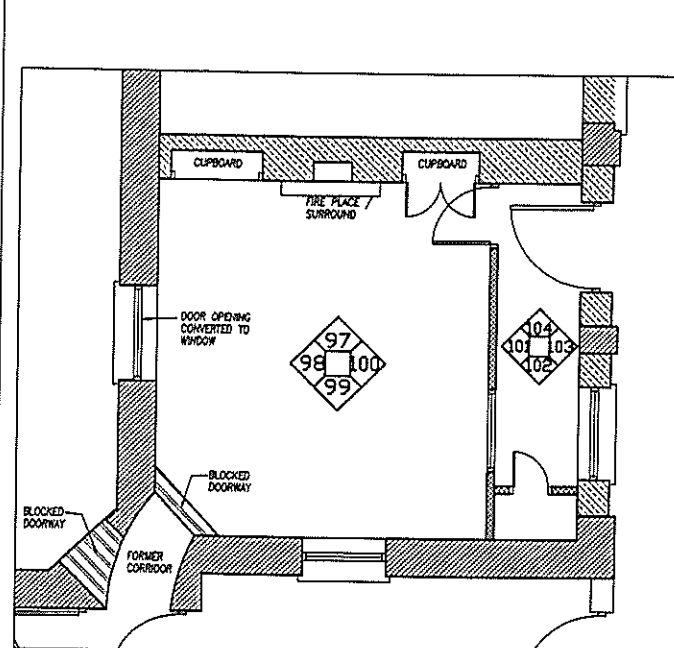 CUPBOARD
CUPBOARD
FIRE PLACE
SURROUND
DOOR OPENING
CONVERTED TO
WINDOW
97
98 100
99
104
101 103
102
BLOCKED
DOORWAY
BLOCKED
DOORWAY
FORMER
CORRIDOR